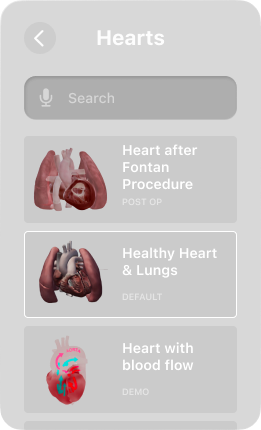 Hearts
Search
Heart after
Fontan
Procedure
POST OP
Healthy Heart
& Lungs
DEFAULT
Heart with
blood flow
DEMO